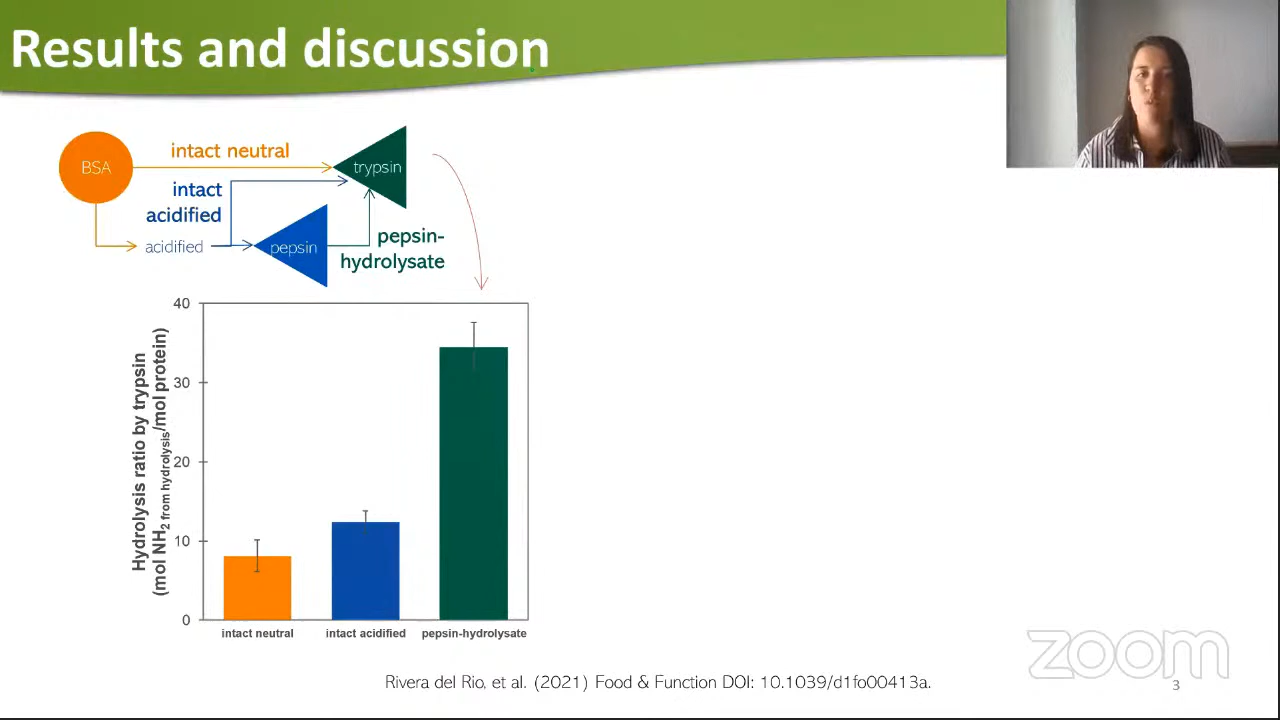 Results and discussion
BSA
intact neutral
trypsin
intact
acidified
acidified
pepsin
pepsin-
hydrolysate
Hydrolysis ratio by trypsin
(mol NH2 from hydrolysis/mol protein)
40
30
20
10
0
intact neutral
intact acidified
pepsin-hydrolysate
zoom
Rivera del Rio, et al. (2021) Food & Function DOI: 10.1039/d1fo00413a.
3